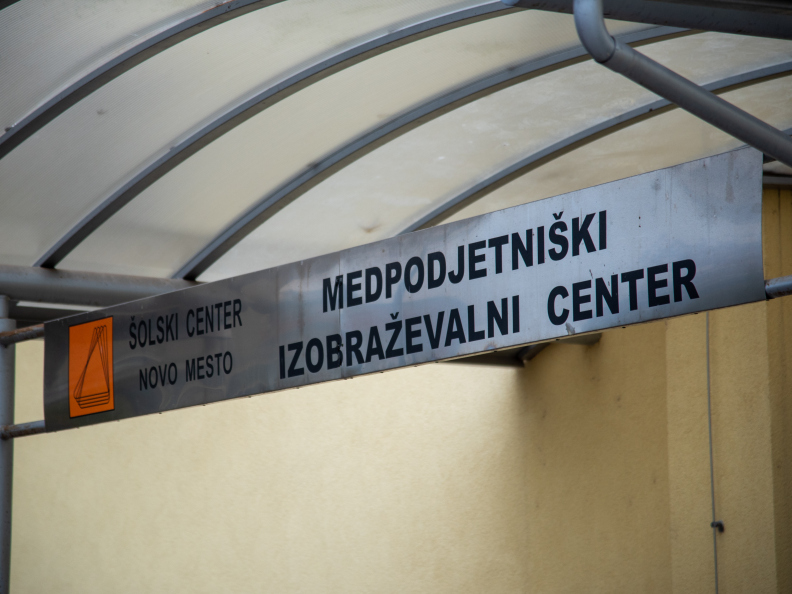 ŠOLSKI CENTER
NOVO MESTO
MEDPODJETNIŠKI
IZOBRAŽEVALNI CENTER